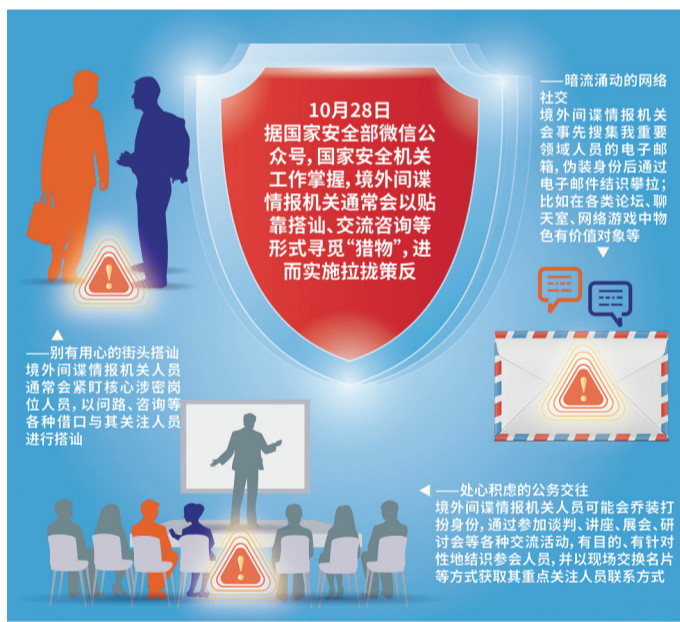 10月28日
据国家安全部微信公
众号，国家安全机关
工作掌握，境外间谍
情报机关通常会以贴
靠搭讪、交流咨询等
形式寻觅“猎物”，进
而实施拉拢策反
——暗流涌动的网络
社交
境外间谍情报机关
会事先搜集我重要
领域人员的电子邮
箱，伪装身份后通过
电子邮件结识攀拉；
比如在各类论坛、聊
天室、网络游戏中物
色有价值对象等
——别有用心的街头搭讪
境外间谍情报机关人员
通常会紧盯核心涉密岗
位人员，以问路、咨询等
各种借口与其关注人员
进行搭讪
——处心积虑的公务交往
境外间谍情报机关人员可能会乔装打
扮身份，通过参加谈判、讲座、展会、研
讨会等各种交流活动，有目的、有针对
性地结识参会人员，并以现场交换名片
等方式获取其重点关注人员联系方式